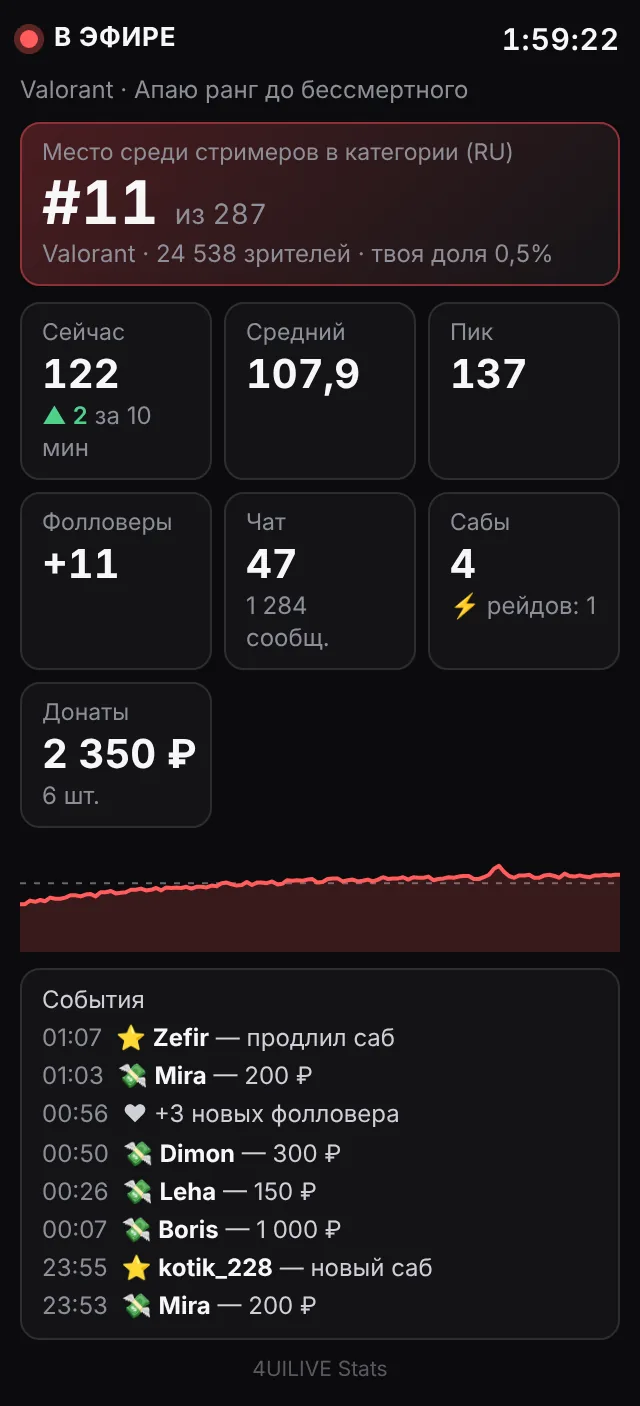 В ЭФИРЕ
1:59:22
Valorant · Апаю ранг до бессмертного
Место среди стримеров в категории (RU)
#11 из 287
Valorant · 24 538 зрителей · твоя доля 0,5%
Сейчас
122
▲ 2 за 10
мин
Средний
107,9
Пик
137
Фолловеры
+11
Чат
47
1 284
сообщ.
Сабы
4
⚡ рейдов: 1
Донаты
2 350 ₽
6 шт.
События
01:07 ⭐ Zefir — продлил саб
01:03 💸 Mira — 200 ₽
00:56 ♥ +3 новых фолловера
00:50 💸 Dimon — 300 ₽
00:26 💸 Leha — 150 ₽
00:07 💸 Boris — 1 000 ₽
23:55 ⭐ kotik_228 — новый саб
23:53 💸 Mira — 200 ₽
4UILIVE Stats